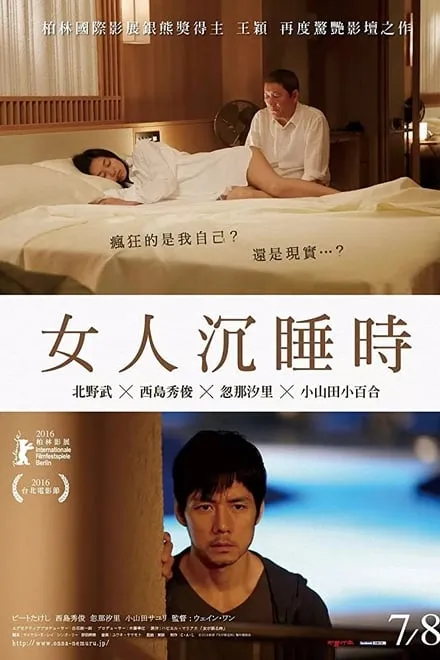 柏林國際影展銀熊獎得主 王穎 再度驚艷影壇之作
瘋狂的是我自己?
還是現實…?
女人沉睡時
北野武×西島秀俊×忽那汐里×小山田小百合
2016
柏林影展
Internationale
Filmfestspiele
Berlin
2016
台北電影節
ビートたけし 西島秀俊 忽那汐里 小山田サユリ 監督:ウェイン・ワン
http://www.onna-nemuru.jp/
7/8